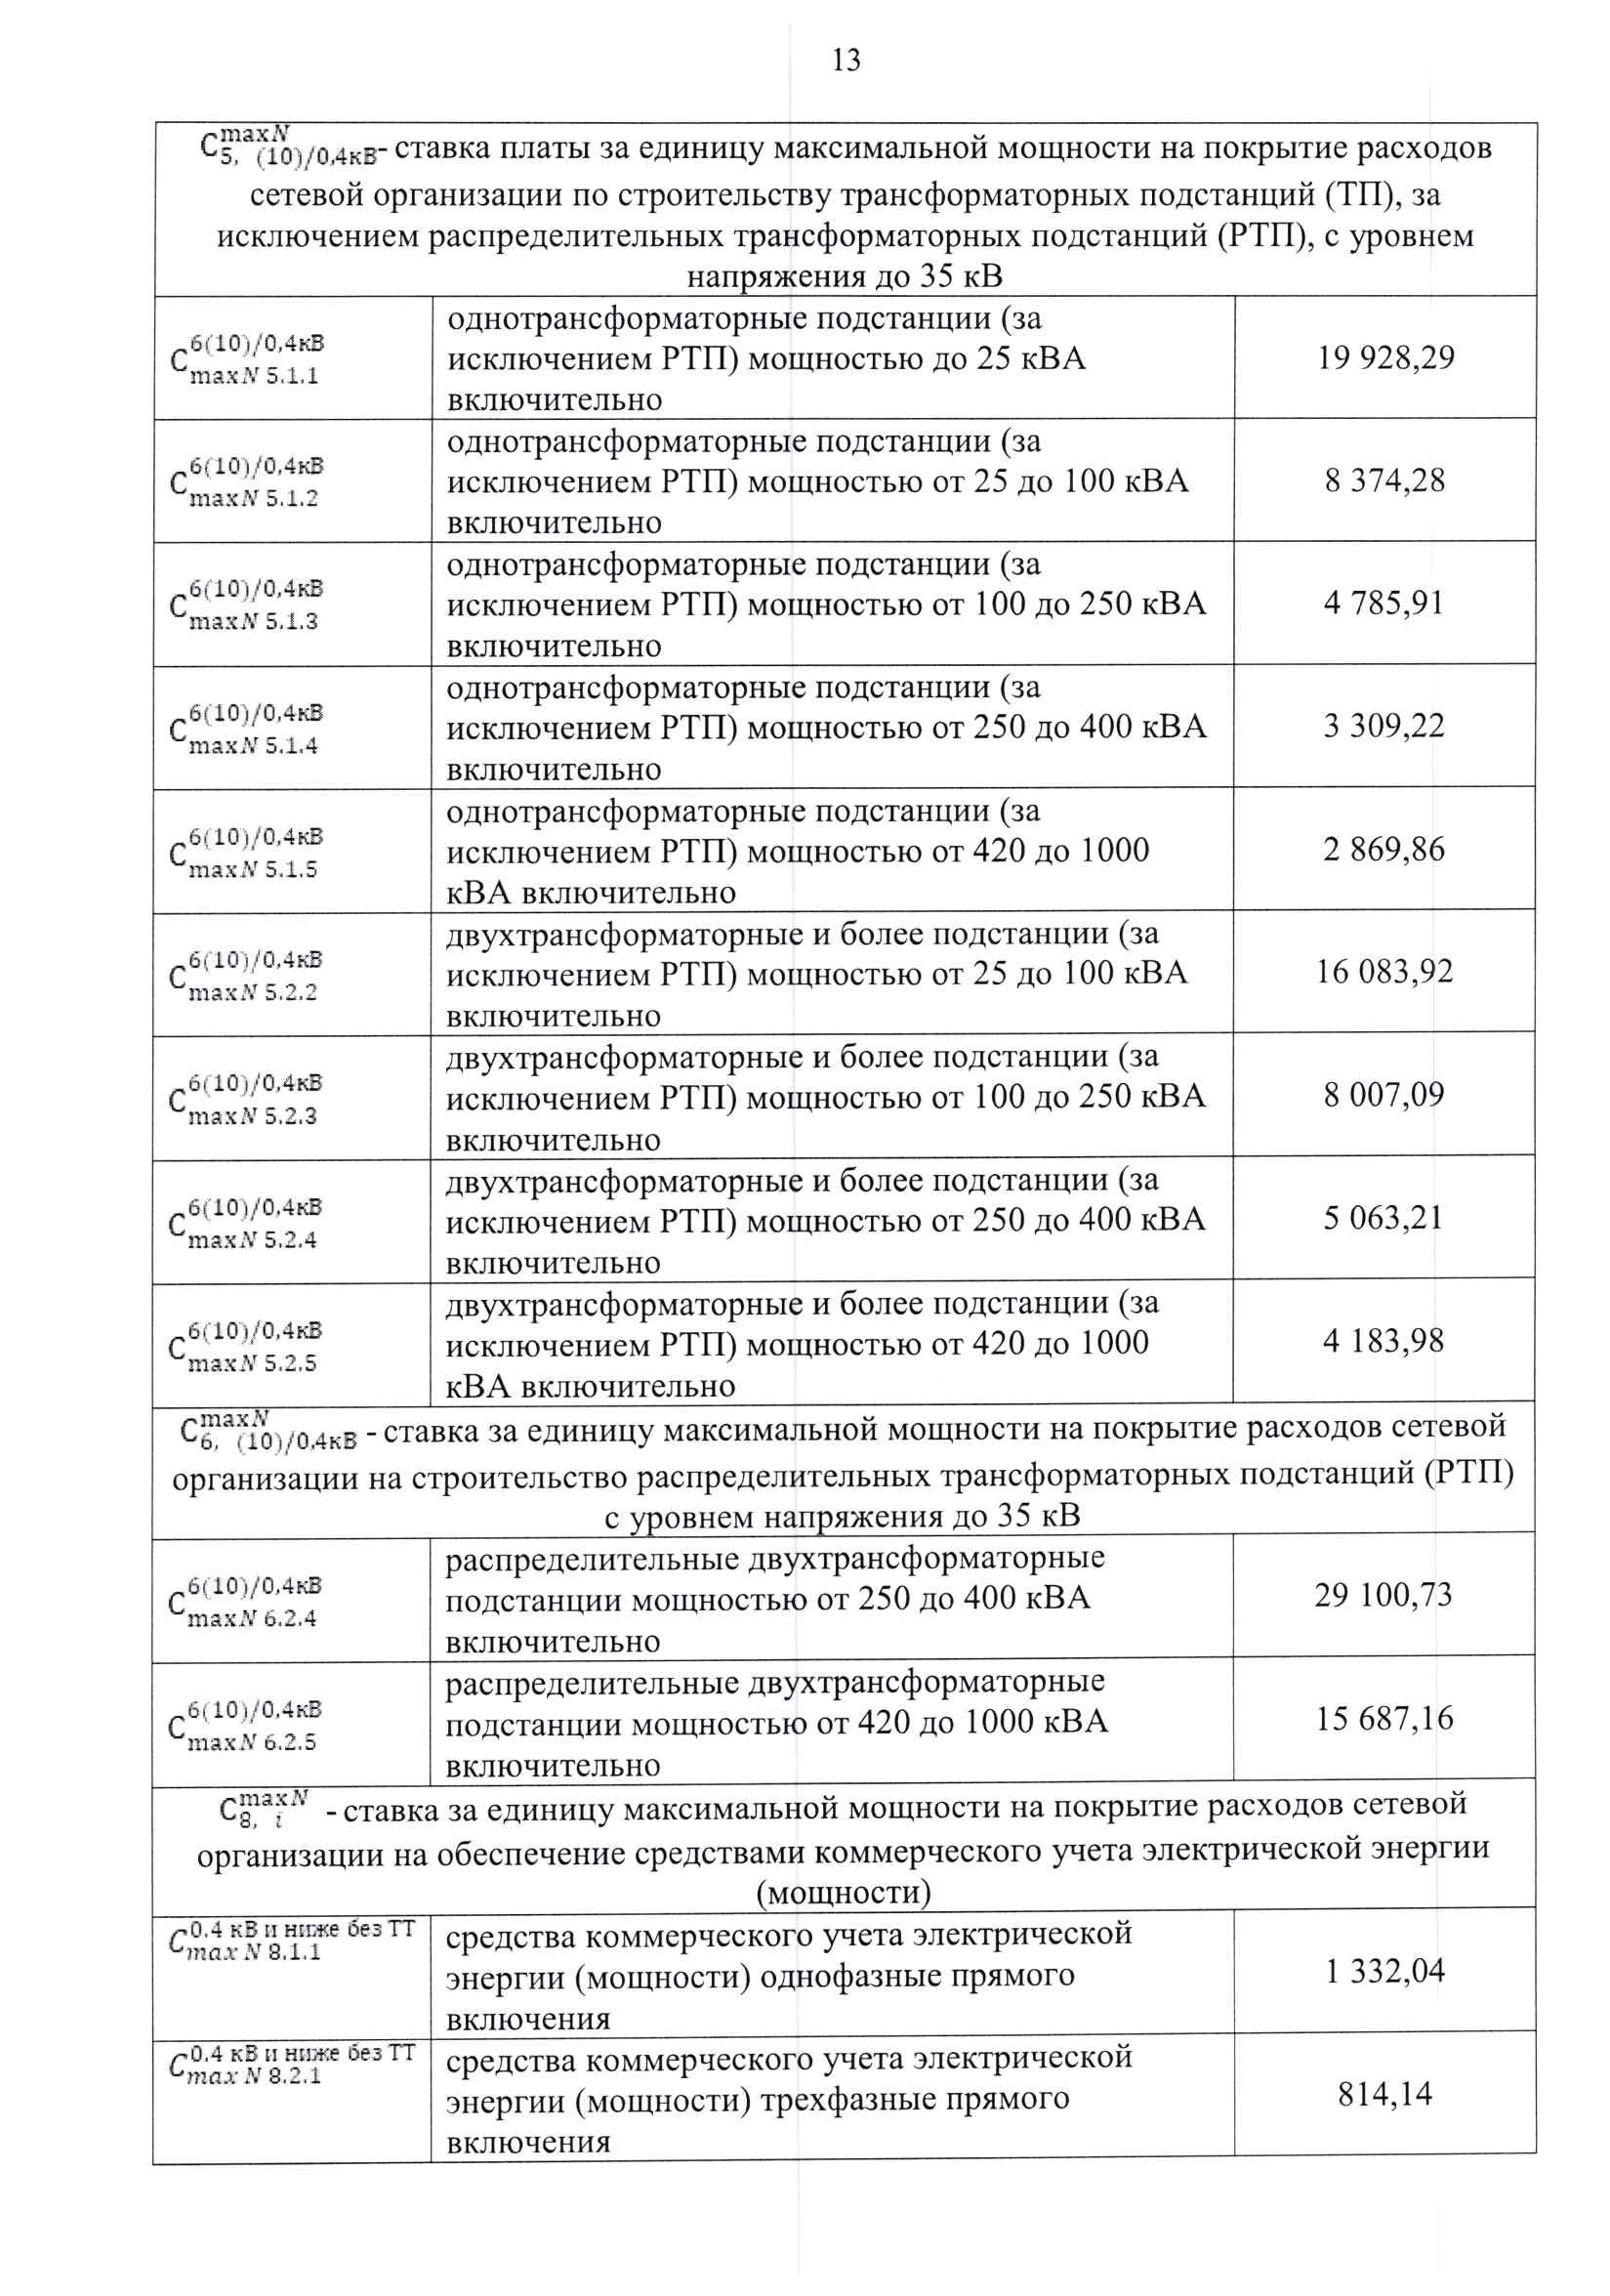 13
C maxN 5, (10)/0,4кВ - ставка платы за единицу максимальной мощности на покрытие расходов
сетевой организации по строительству трансформаторных подстанций (ТП), за
исключением распределительных трансформаторных подстанций (РТП), с уровнем
напряжения до 35 кВ
C 6(10)/0,4кВ maxN 5.1.1
однотрансформаторные подстанции (за
исключением РТП) мощностью до 25 кВА
включительно
19 928,29
C 6(10)/0,4кВ maxN 5.1.2
однотрансформаторные подстанции (за
исключением РТП) мощностью от 25 до 100 кВА
включительно
8 374,28
C 6(10)/0,4кВ maxN 5.1.3
однотрансформаторные подстанции (за
исключением РТП) мощностью от 100 до 250 кВА
включительно
4 785,91
C 6(10)/0,4кВ maxN 5.1.4
однотрансформаторные подстанции (за
исключением РТП) мощностью от 250 до 400 кВА
включительно
3 309,22
C 6(10)/0,4кВ maxN 5.1.5
однотрансформаторные подстанции (за
исключением РТП) мощностью от 420 до 1000
кВА включительно
2 869,86
C 6(10)/0,4кВ maxN 5.2.2
двухтрансформаторные и более подстанции (за
исключением РТП) мощностью от 25 до 100 кВА
включительно
16 083,92
C 6(10)/0,4кВ maxN 5.2.3
двухтрансформаторные и более подстанции (за
исключением РТП) мощностью от 100 до 250 кВА
включительно
8 007,09
C 6(10)/0,4кВ maxN 5.2.4
двухтрансформаторные и более подстанции (за
исключением РТП) мощностью от 250 до 400 кВА
включительно
5 063,21
C 6(10)/0,4кВ maxN 5.2.5
двухтрансформаторные и более подстанции (за
исключением РТП) мощностью от 420 до 1000
кВА включительно
4 183,98
C maxN 6, (10)/0,4кВ - ставка за единицу максимальной мощности на покрытие расходов сетевой
организации на строительство распределительных трансформаторных подстанций (РТП)
с уровнем напряжения до 35 кВ
C 6(10)/0,4кВ maxN 6.2.4
распределительные двухтрансформаторные
подстанции мощностью от 250 до 400 кВА
включительно
29 100,73
C 6(10)/0,4кВ maxN 6.2.5
распределительные двухтрансформаторные
подстанции мощностью от 420 до 1000 кВА
включительно
15 687,16
C maxN 8, i - ставка за единицу максимальной мощности на покрытие расходов сетевой
организации на обеспечение средствами коммерческого учета электрической энергии
(мощности)
C 0.4 кВ и ниже без ТТ max N 8.1.1
средства коммерческого учета электрической
энергии (мощности) однофазные прямого
включения
1 332,04
C 0.4 кВ и ниже без ТТ max N 8.2.1
средства коммерческого учета электрической
энергии (мощности) трехфазные прямого
включения
814,14